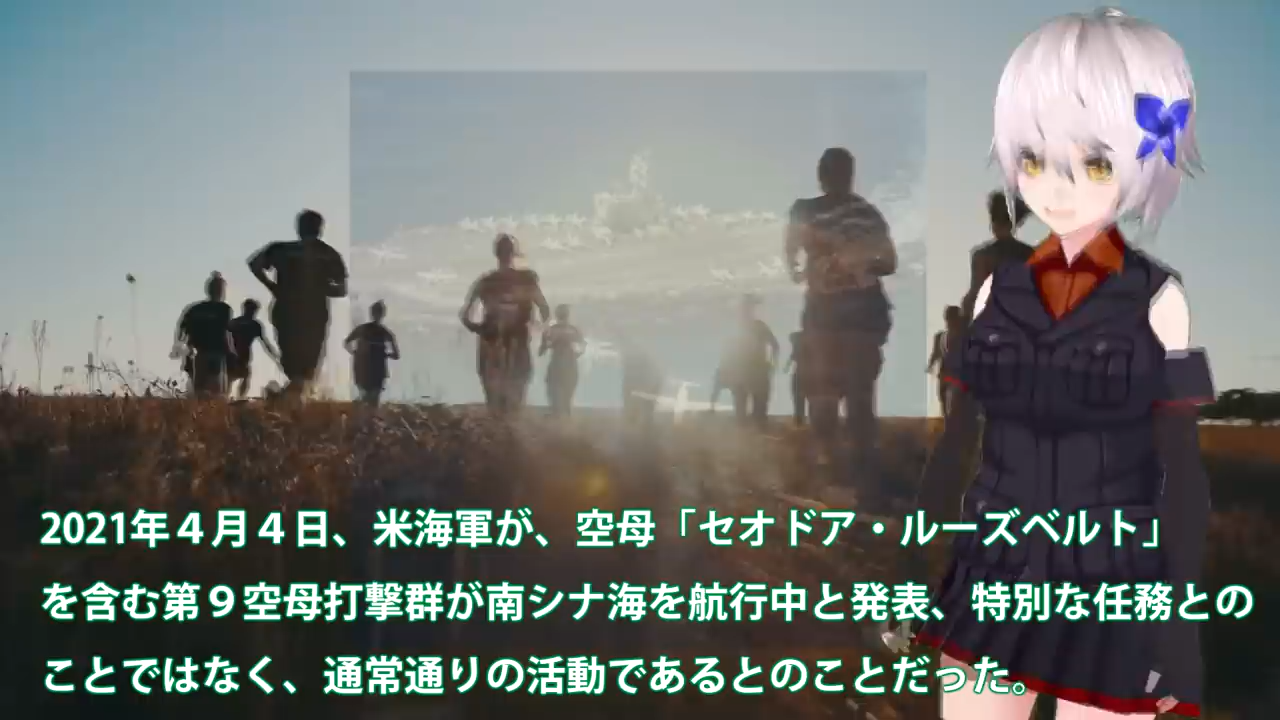 2021年４月４日、米海軍が、空母「セオドア・ルーズベルト」
を含む第９空母打撃群が南シナ海を航行中と発表、特別な任務との
ことではなく、通常通りの活動であるとのことだった。